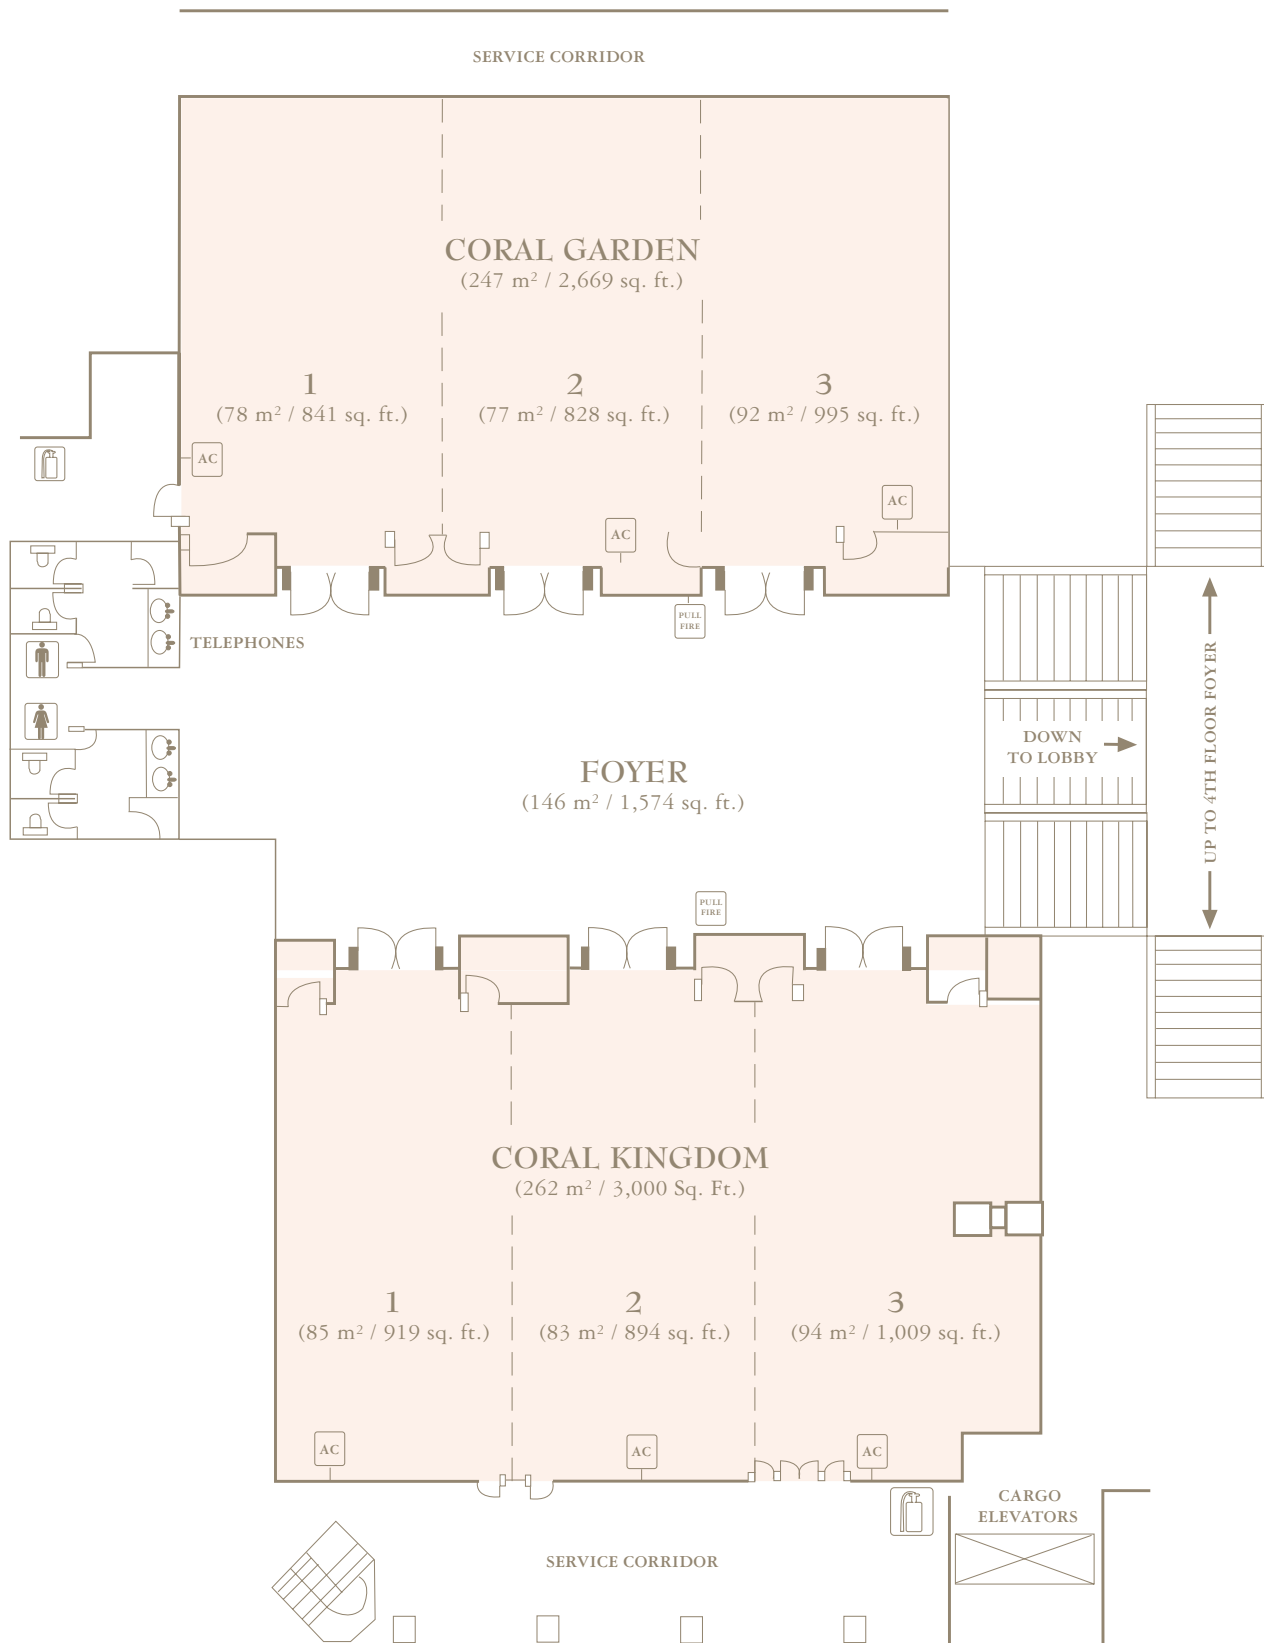 SERVICE CORRIDOR
CORAL GARDEN
(247 m² / 2,669 sq. ft.)
1
(78 m² / 841 sq. ft.)
2
(77 m² / 828 sq. ft.)
3
(92 m² / 995 sq. ft.)
AC
AC
AC
PULL
FIRE
TELEPHONES
UP TO 4TH FLOOR FOYER
DOWN
TO LOBBY
FOYER
(146 m² / 1,574 sq. ft.)
PULL
FIRE
CORAL KINGDOM
(262 m² / 3,000 Sq. Ft.)
1
(85 m² / 919 sq. ft.)
2
(83 m² / 894 sq. ft.)
3
(94 m² / 1,009 sq. ft.)
AC
AC
AC
CARGO
ELEVATORS
SERVICE CORRIDOR